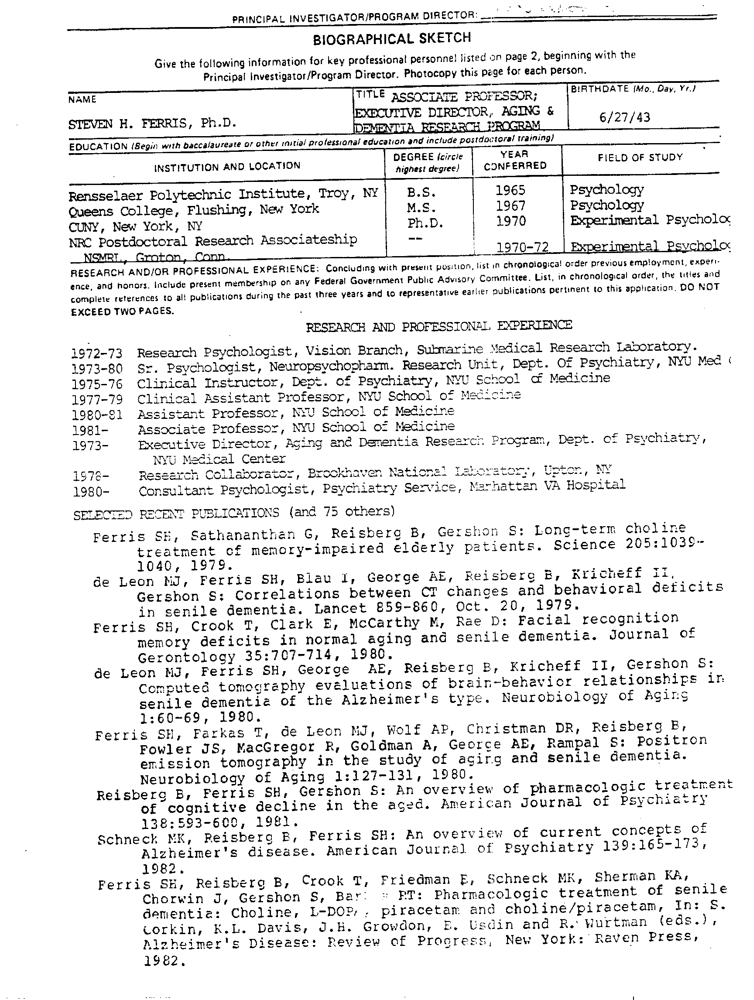 PRINCIPAL INVESTIGATOR/PROGRAM DIRECTOR:
BIOGRAPHICAL SKETCH
Give the following information for key professional personnel listed on page 2, beginning with the
Principal Investigator/Program Director. Photocopy this page for each person.
NAME
STEVEN H. FERRIS, Ph.D.
TITLE ASSOCIATE PROFESSOR;
EXECUTIVE DIRECTOR, AGING &
DEMENTIA RESEARCH PROGRAM
BIRTHDATE (Mo., Day, Yr.)
6/27/43
EDUCATION (Begin with baccalaureate or other initial professional education and include postdoctoral training)
INSTITUTION AND LOCATION DEGREE (circle highest degree) YEAR CONFERRED FIELD OF STUDY
Rensselaer Polytechnic Institute, Troy, NY B.S. 1965 Psychology
Queens College, Flushing, New York M.S. 1967 Psychology
CUNY, New York, NY Ph.D. 1970 Experimental Psycholog
NRC Postdoctoral Research Associateship --
NSMRL, Groton, Conn. 1970-72 Experimental Psycholog
RESEARCH AND/OR PROFESSIONAL EXPERIENCE: Concluding with present position, list in chronological order previous employment, experi-
ence, and honors. Include present membership on any Federal Government Public Advisory Committee. List, in chronological order, the titles and
complete references to all publications during the past three years and to representative earlier publications pertinent to this application. DO NOT
EXCEED TWO PAGES.
RESEARCH AND PROFESSIONAL EXPERIENCE
1972-73 Research Psychologist, Vision Branch, Submarine Medical Research Laboratory.
1973-80 Sr. Psychologist, Neuropsychopharm. Research Unit, Dept. Of Psychiatry, NYU Med
1975-76 Clinical Instructor, Dept. of Psychiatry, NYU School of Medicine
1977-79 Clinical Assistant Professor, NYU School of Medicine
1980-81 Assistant Professor, NYU School of Medicine
1981- Associate Professor, NYU School of Medicine
1973- Executive Director, Aging and Dementia Research Program, Dept. of Psychiatry,
NYU Medical Center
1978- Research Collaborator, Brookhaven National Laboratory, Upton, NY
1980- Consultant Psychologist, Psychiatry Service, Manhattan VA Hospital
SELECTED RECENT PUBLICATIONS (and 75 others)
Ferris SH, Sathananthan G, Reisberg B, Gershon S: Long-term choline
treatment of memory-impaired elderly patients. Science 205:1039-
1040, 1979.
de Leon MJ, Ferris SH, Blau I, George AE, Reisberg B, Kricheff II,
Gershon S: Correlations between CT changes and behavioral deficits
in senile dementia. Lancet 859-860, Oct. 20, 1979.
Ferris SH, Crook T, Clark E, McCarthy M, Rae D: Facial recognition
memory deficits in normal aging and senile dementia. Journal of
Gerontology 35:707-714, 1980.
de Leon MJ, Ferris SH, George AE, Reisberg B, Kricheff II, Gershon S:
Computed tomography evaluations of brain-behavior relationships in
senile dementia of the Alzheimer's type. Neurobiology of Aging
1:60-69, 1980.
Ferris SH, Farkas T, de Leon MJ, Wolf AP, Christman DR, Reisberg B,
Fowler JS, MacGregor R, Goldman A, George AE, Rampal S: Positron
emission tomography in the study of aging and senile dementia.
Neurobiology of Aging 1:127-131, 1980.
Reisberg B, Ferris SH, Gershon S: An overview of pharmacologic treatment
of cognitive decline in the aged. American Journal of Psychiatry
138:593-600, 1981.
Schneck MK, Reisberg B, Ferris SH: An overview of current concepts of
Alzheimer's disease. American Journal of Psychiatry 139:165-173,
1982.
Ferris SH, Reisberg B, Crook T, Friedman E, Schneck MK, Sherman KA,
Chorwin J, Gershon S, RT: Pharmacologic treatment of senile
dementia: Choline, L-DOPA, piracetam and choline/piracetam, In: S.
Corkin, K.L. Davis, J.H. Growdon, E. Usdin and R. Wurtman (eds.),
Alzheimer's Disease: Review of Progress, New York: Raven Press,
1982.